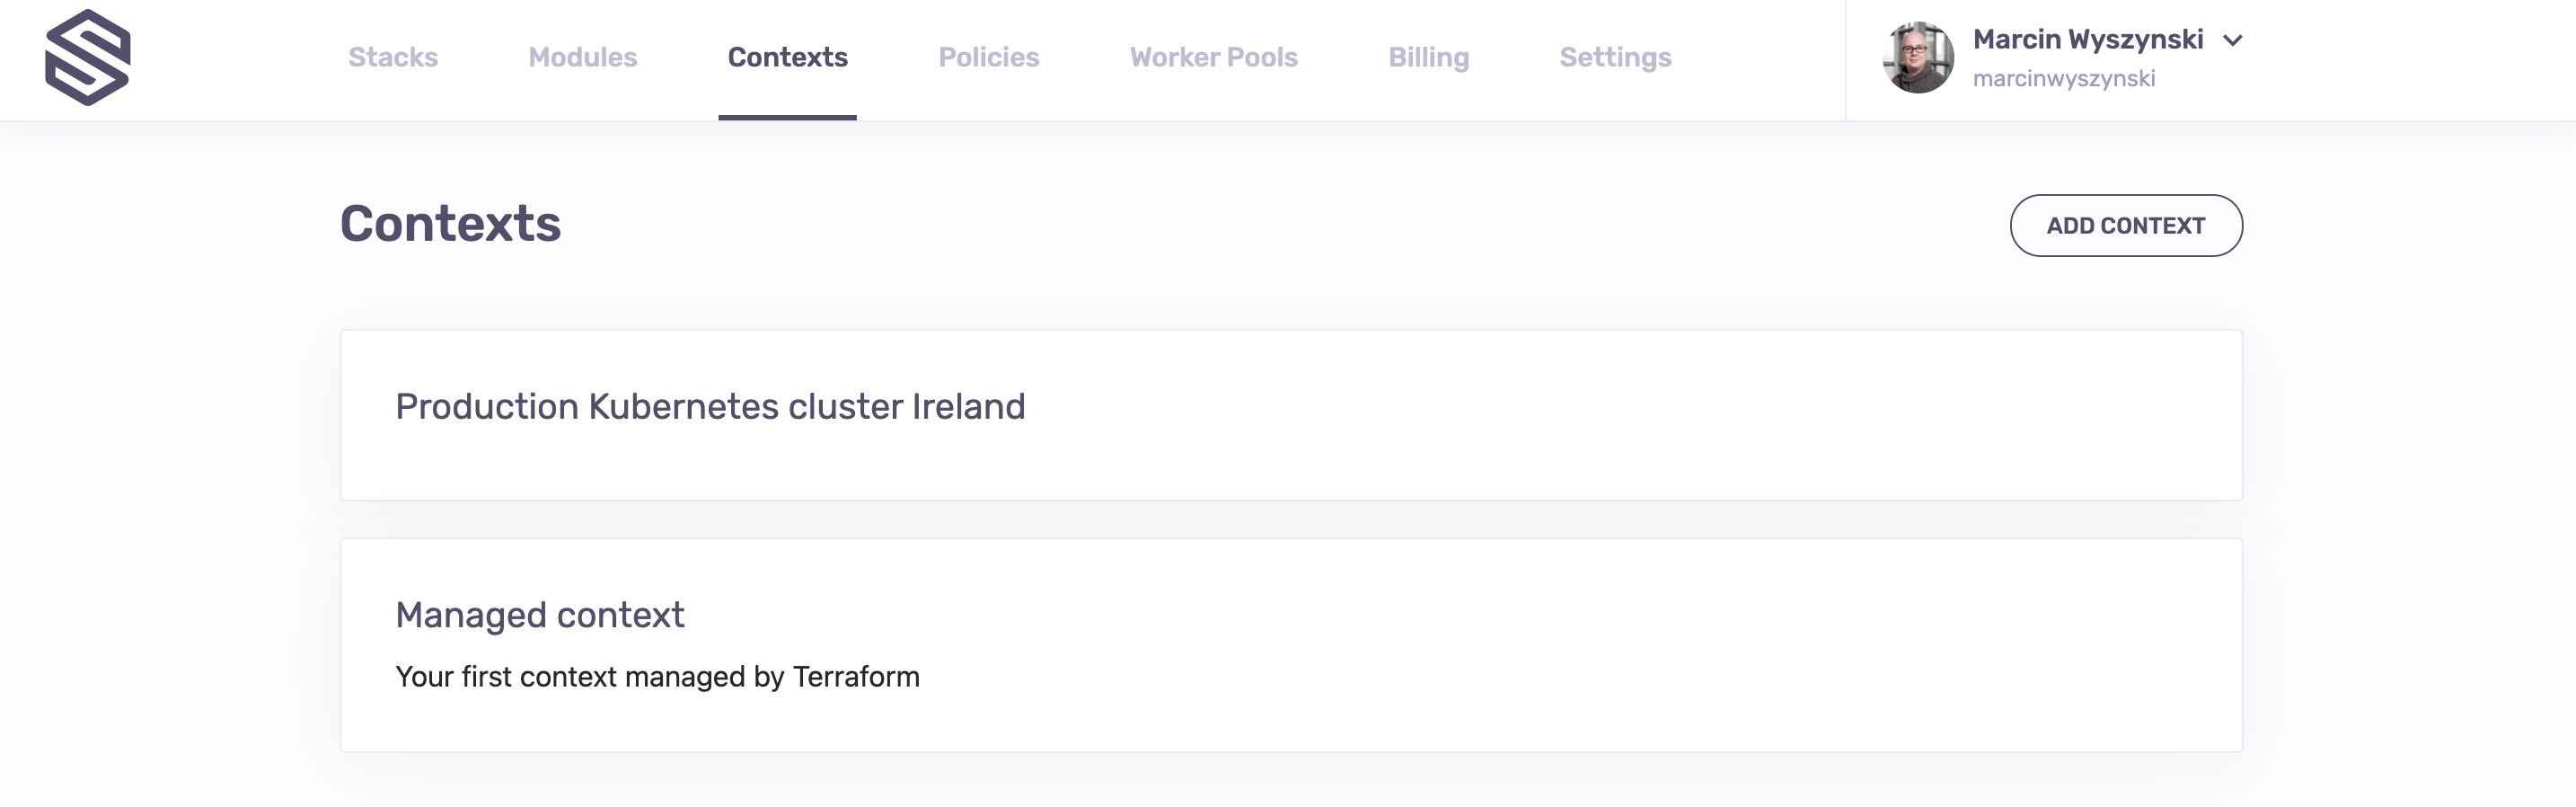 Stacks
Modules
Contexts
Policies
Worker Pools
Billing
Settings
Marcin Wyszynski
marcinwyszynski
Contexts
ADD CONTEXT
Production Kubernetes cluster Ireland
Managed context
Your first context managed by Terraform